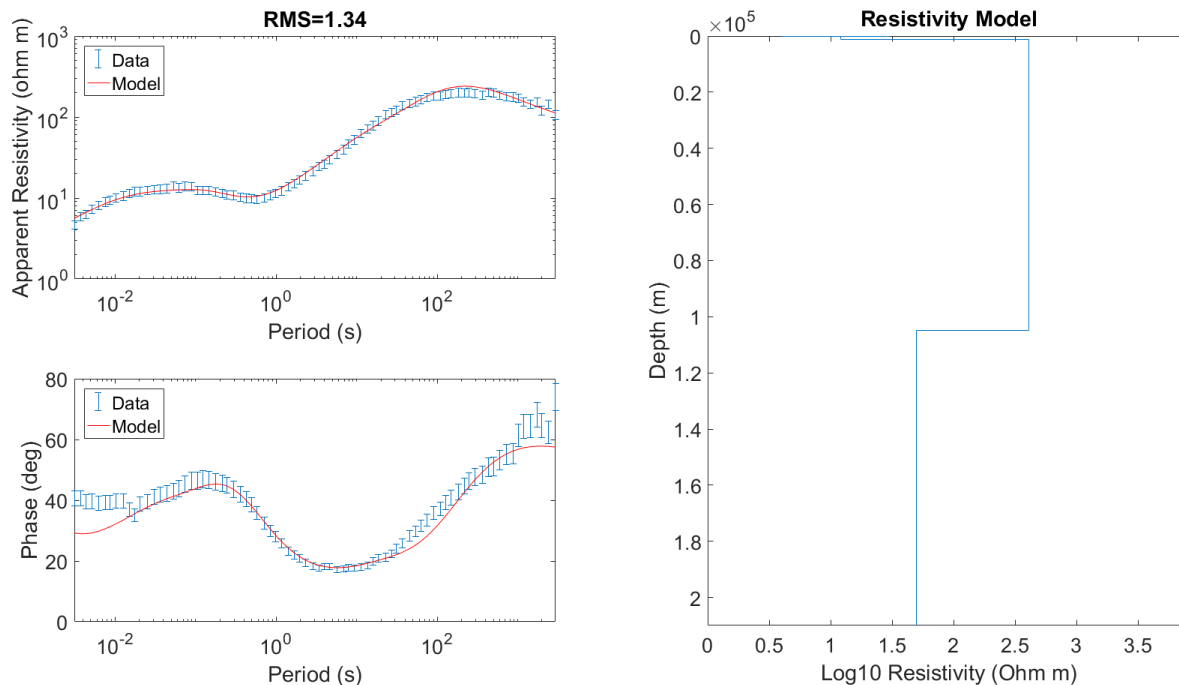 RMS=1.34
Apparent Resistivity (ohm m)
10^3
10^2
10^1
10^0
Data
Model
10^-2
10^0
10^2
Period (s)
Phase (deg)
80
60
40
20
0
Data
Model
10^-2
10^0
10^2
Period (s)
Resistivity Model
×10^5
Depth (m)
0
0.2
0.4
0.6
0.8
1
1.2
1.4
1.6
1.8
2
0
0.5
1
1.5
2
2.5
3
3.5
Log10 Resistivity (Ohm m)